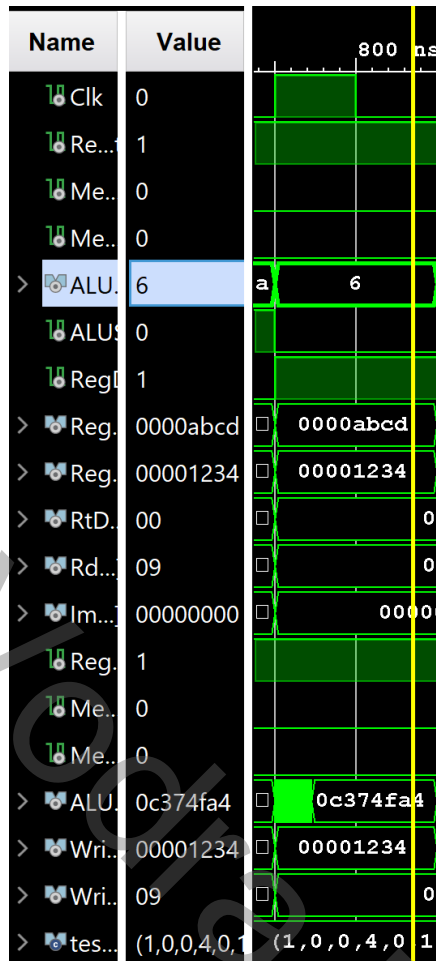 Name Value
800 ns
Clk 0
Re...t 1
Me... 0
Me... 0
ALU. 6 a 6
ALUS 0
RegD 1
Reg. 0000abcd 0000abcd
Reg. 00001234 00001234
RtD.. 00 0
Rd...] 09 0
Im...] 00000000 00000
Reg. 1
Me.. 0
Me.. 0
ALU. 0c374fa4 0c374fa4
Wri.. 00001234 00001234
Wri.. 09 0
tes... (1,0,0,4,0,1 (1,0,0,4,0,1